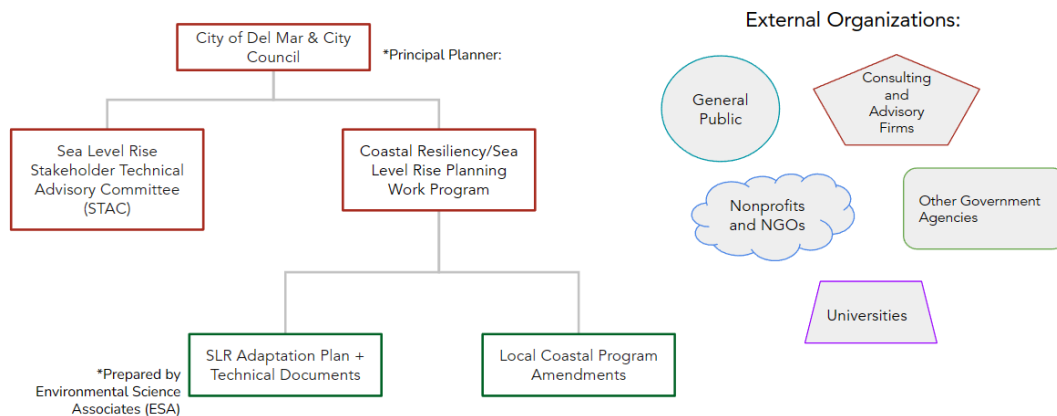 City of Del Mar & City
Council
*Principal Planner:
Sea Level Rise
Stakeholder Technical
Advisory Committee
(STAC)
Coastal Resiliency/Sea
Level Rise Planning
Work Program
SLR Adaptation Plan +
Technical Documents
*Prepared by
Environmental Science
Associates (ESA)
Local Coastal Program
Amendments
External Organizations:
General
Public
Consulting
and
Advisory
Firms
Nonprofits
and NGOs
Other Government
Agencies
Universities